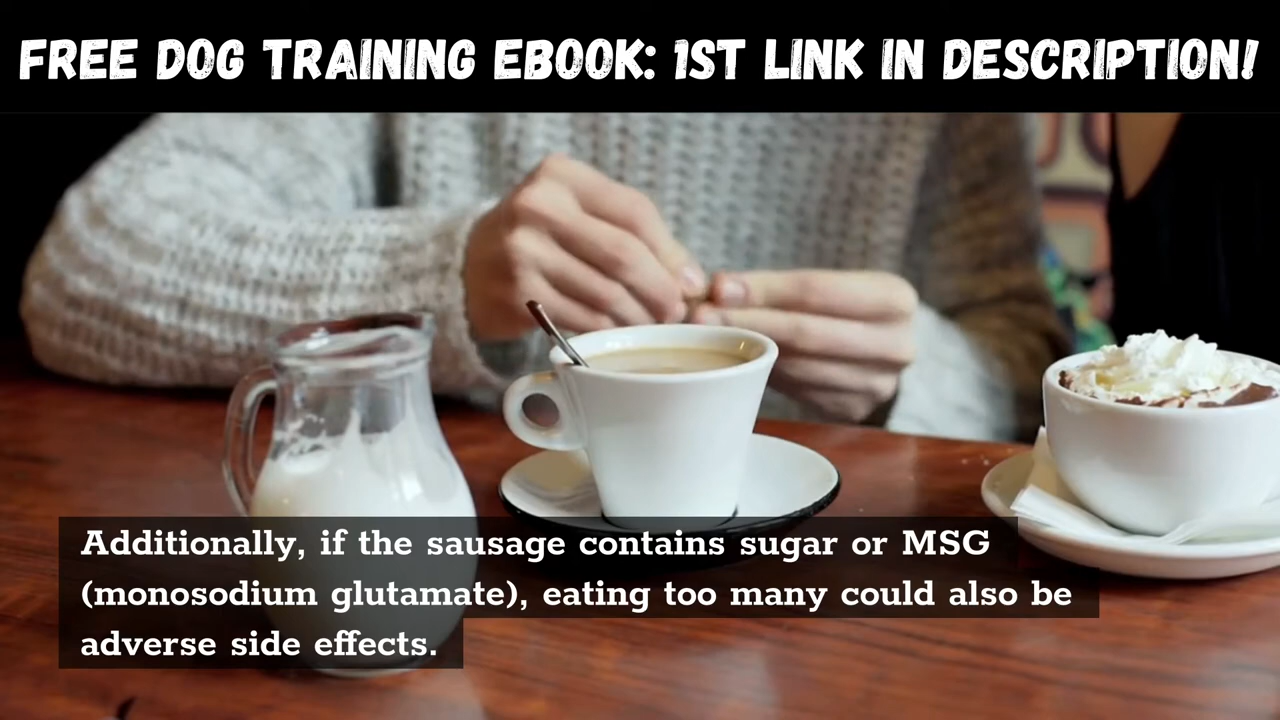 FREE DOG TRAINING EBOOK: 1ST LINK IN DESCRIPTION!
Additionally, if the sausage contains sugar or MSG
(monosodium glutamate), eating too many could also be
adverse side effects.